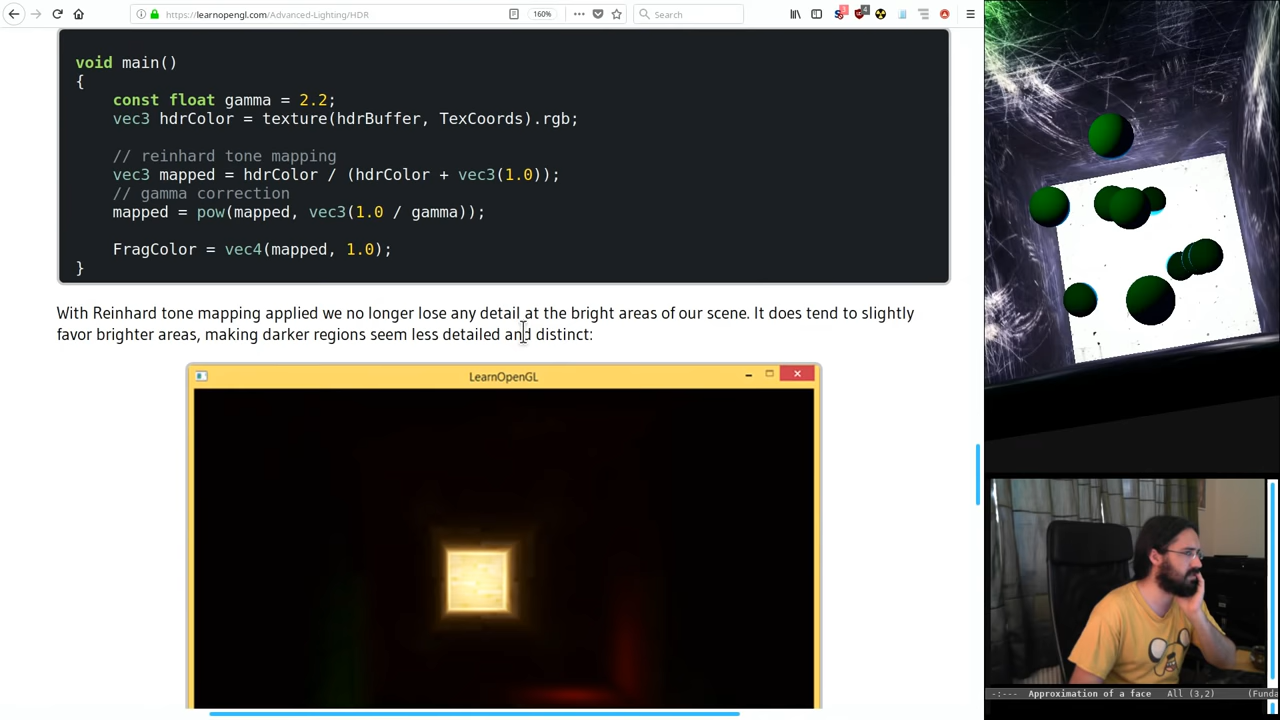 https://learnopengl.com/Advanced-Lighting/HDR
160%
Search
3
4
void main()
{
const float gamma = 2.2;
vec3 hdrColor = texture(hdrBuffer, TexCoords).rgb;
// reinhard tone mapping
vec3 mapped = hdrColor / (hdrColor + vec3(1.0));
// gamma correction
mapped = pow(mapped, vec3(1.0 / gamma));
FragColor = vec4(mapped, 1.0);
}
With Reinhard tone mapping applied we no longer lose any detail at the bright areas of our scene. It does tend to slightly
favor brighter areas, making darker regions seem less detailed and distinct:
LearnOpenGL
-:--- Approximation of a face All (3,2) (Funda